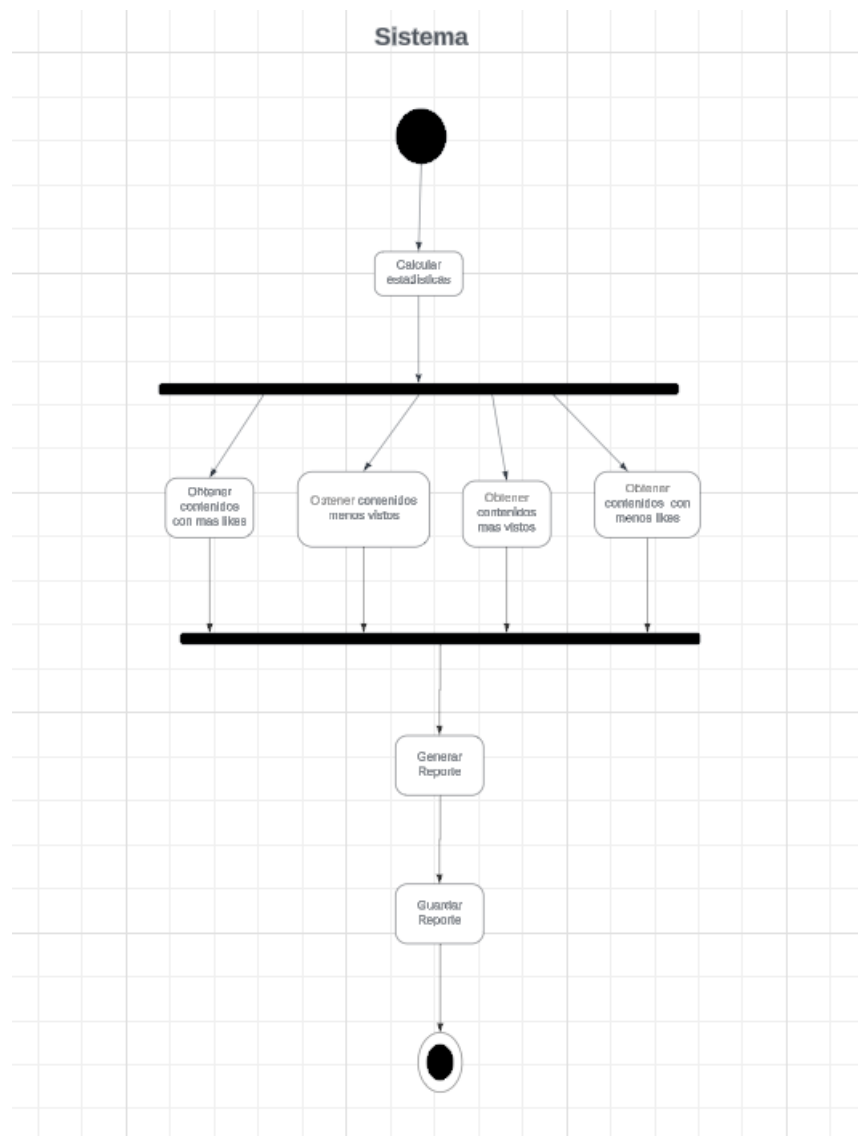 Sistema
Calcular
estadísticas
Obtener
contenidos
con mas likes
Obtener contenidos
menos vistos
Obtener
contenidos
mas vistos
Obtener
contenidos con
menos likes
Generar
Reporte
Guardar
Reporte